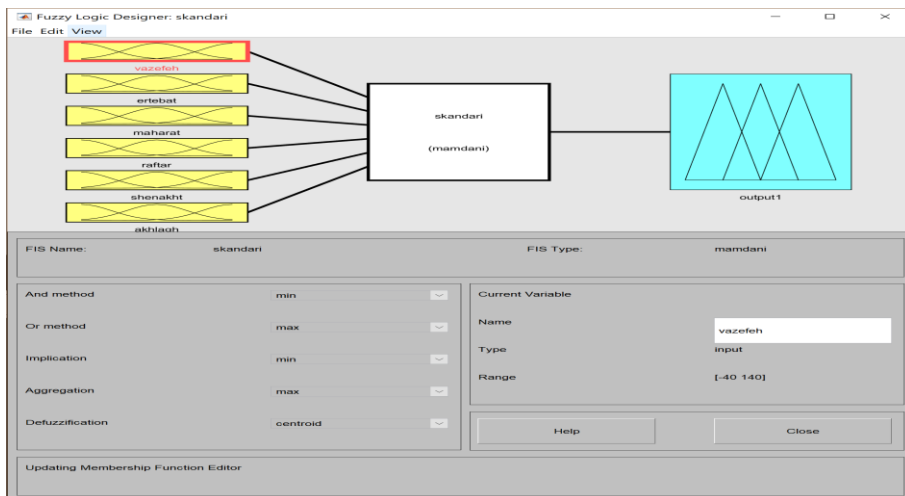 Fuzzy Logic Designer: skandari
File Edit View
vazefeh
ertebat
maharat
raftar
shenakht
akhlagh
skandari
(mamdani)
output1
FIS Name: skandari FIS Type: mamdani
And method min
Or method max
Implication min
Aggregation max
Defuzzification centroid
Current Variable
Name vazefeh
Type input
Range [-40 140]
Help Close
Updating Membership Function Editor